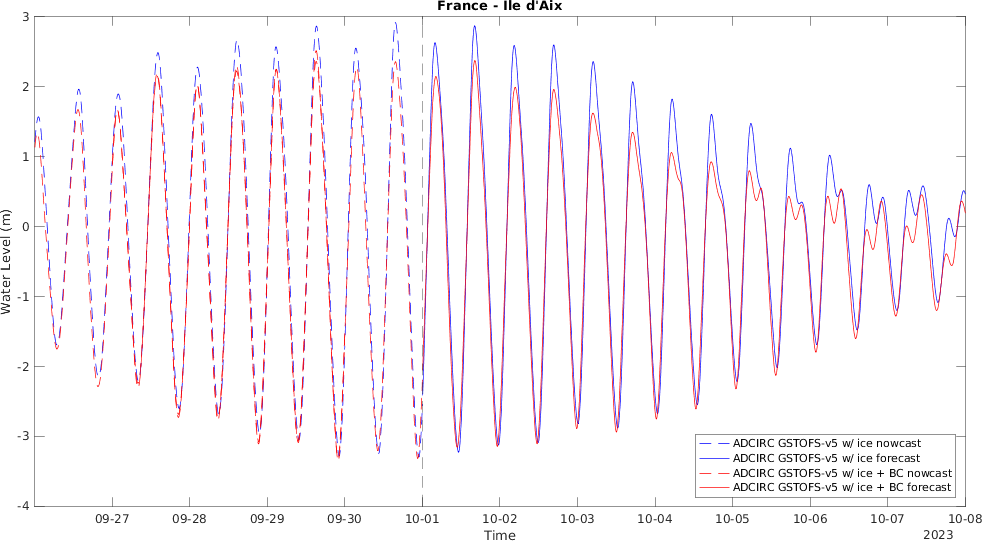 France - Ile d'Aix
3
2
1
0
-1
-2
-3
-4
Water Level (m)
ADCIRC GSTOFS-v5 w/ ice nowcast
ADCIRC GSTOFS-v5 w/ ice forecast
ADCIRC GSTOFS-v5 w/ ice + BC nowcast
ADCIRC GSTOFS-v5 w/ ice + BC forecast
09-27 09-28 09-29 09-30 10-01 10-02 10-03 10-04 10-05 10-06 10-07 10-08
Time
2023